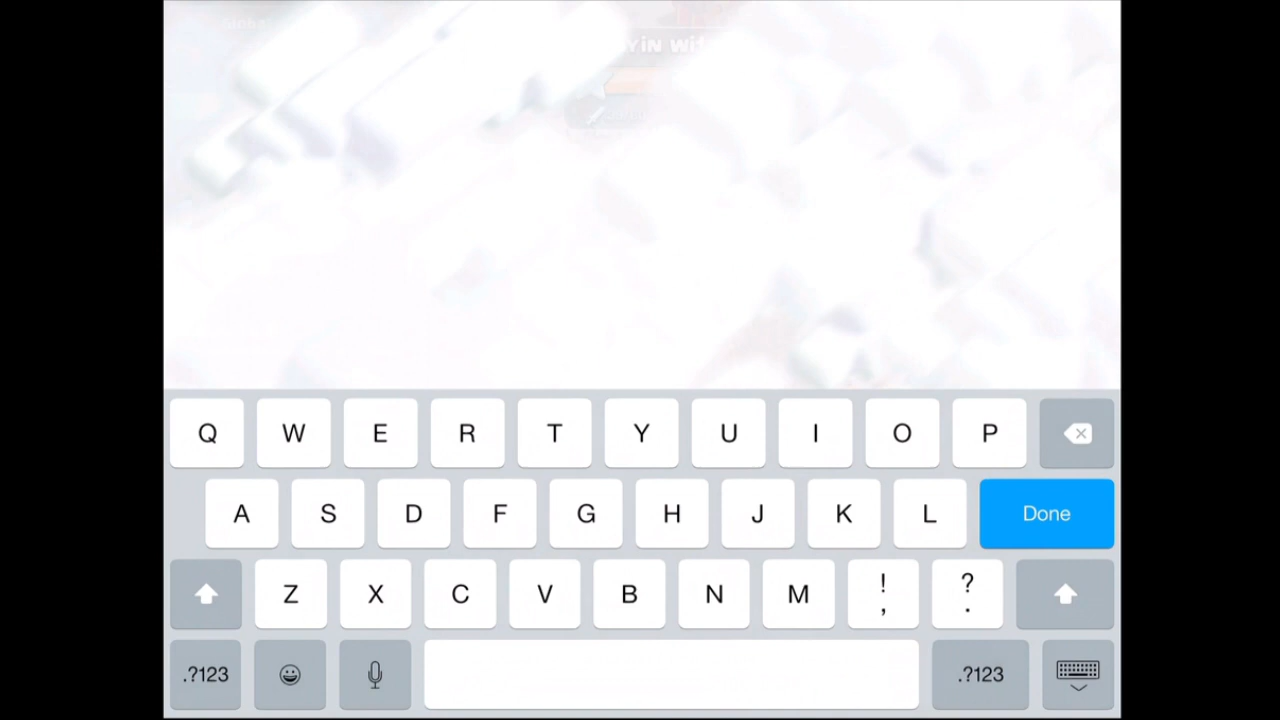 Q W E R T Y U I O P
A S D F G H J K L Done
Z X C V B N M ! , ? .
.?123 .?123